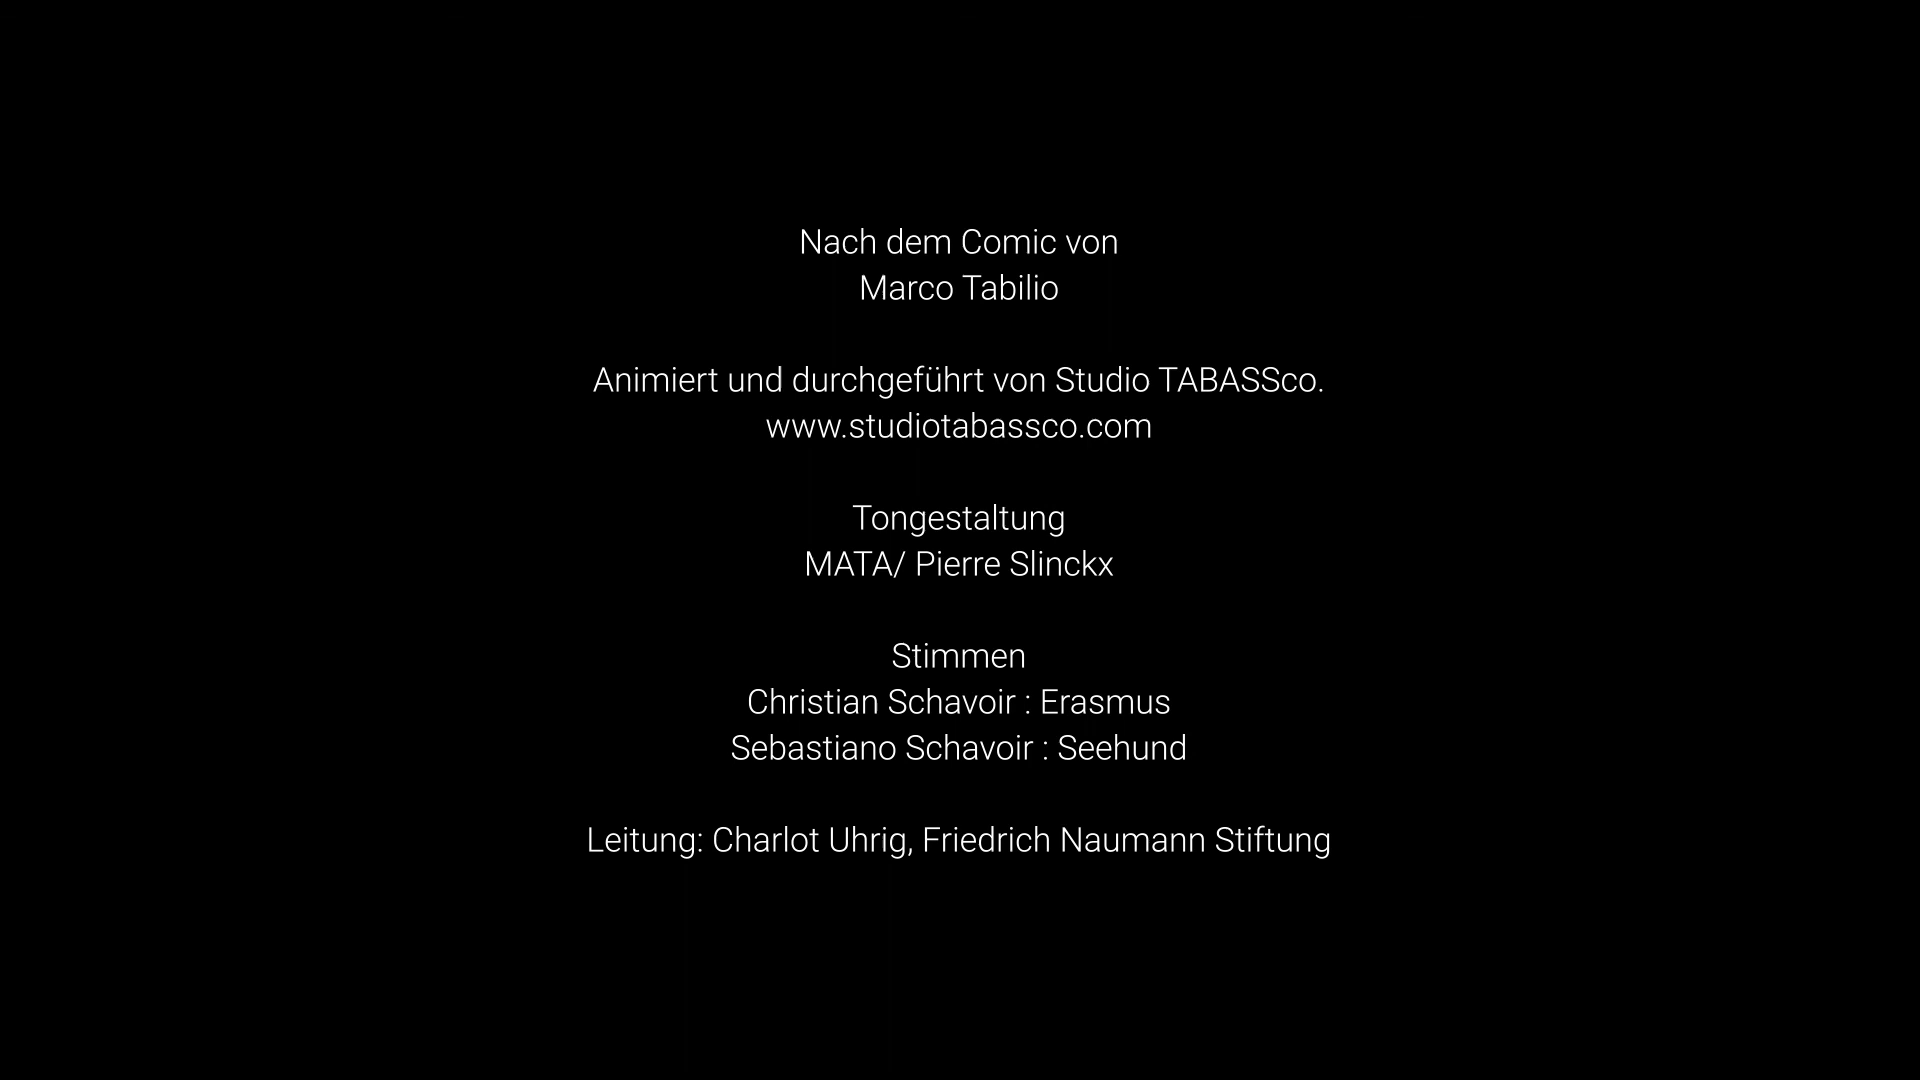 Nach dem Comic von
Marco Tabilio
Animiert und durchgeführt von Studio TABASSco.
www.studiotabassco.com
Tongestaltung
MATA/ Pierre Slinckx
Stimmen
Christian Schavoir : Erasmus
Sebastiano Schavoir : Seehund
Leitung: Charlot Uhrig, Friedrich Naumann Stiftung